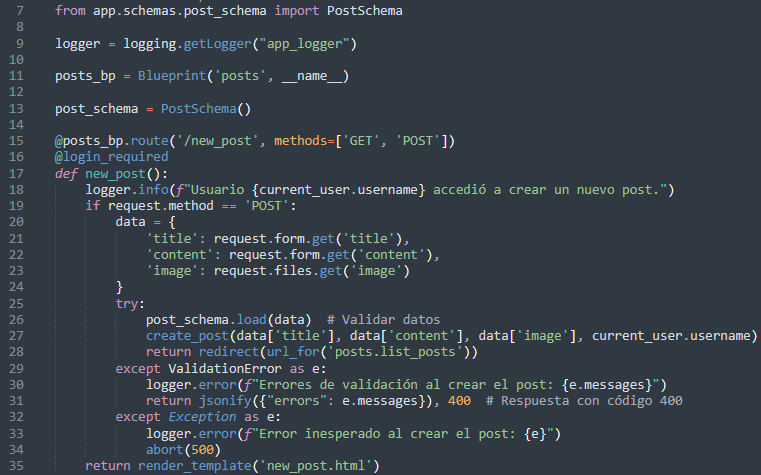 7 from app.schemas.post_schema import PostSchema
8
9 logger = logging.getLogger("app_logger")
10
11 posts_bp = Blueprint('posts', __name__)
12
13 post_schema = PostSchema()
14
15 @posts_bp.route('/new_post', methods=['GET', 'POST'])
16 @login_required
17 def new_post():
18     logger.info(f"Usuario {current_user.username} accedió a crear un nuevo post.")
19     if request.method == 'POST':
20         data = {
21             'title': request.form.get('title'),
22             'content': request.form.get('content'),
23             'image': request.files.get('image')
24         }
25         try:
26             post_schema.load(data)  # Validar datos
27             create_post(data['title'], data['content'], data['image'], current_user.username)
28             return redirect(url_for('posts.list_posts'))
29         except ValidationError as e:
30             logger.error(f"Errores de validación al crear el post: {e.messages}")
31             return jsonify({"errors": e.messages}), 400  # Respuesta con código 400
32         except Exception as e:
33             logger.error(f"Error inesperado al crear el post: {e}")
34             abort(500)
35     return render_template('new_post.html')